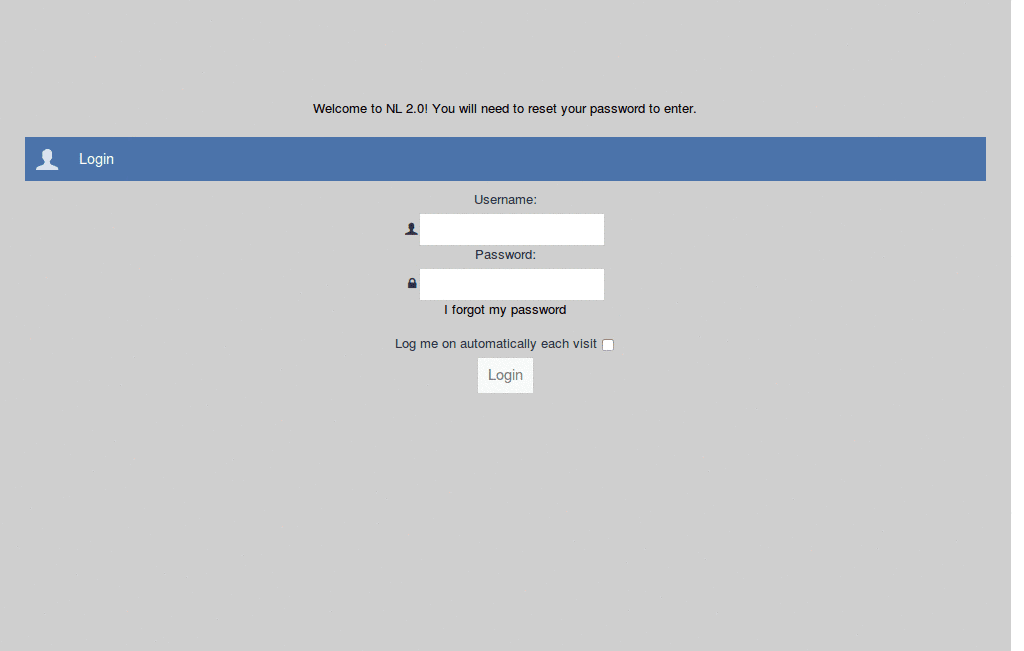 Welcome to NL 2.0! You will need to reset your password to enter.
Login
Username:
Password:
I forgot my password
Log me on automatically each visit
Login